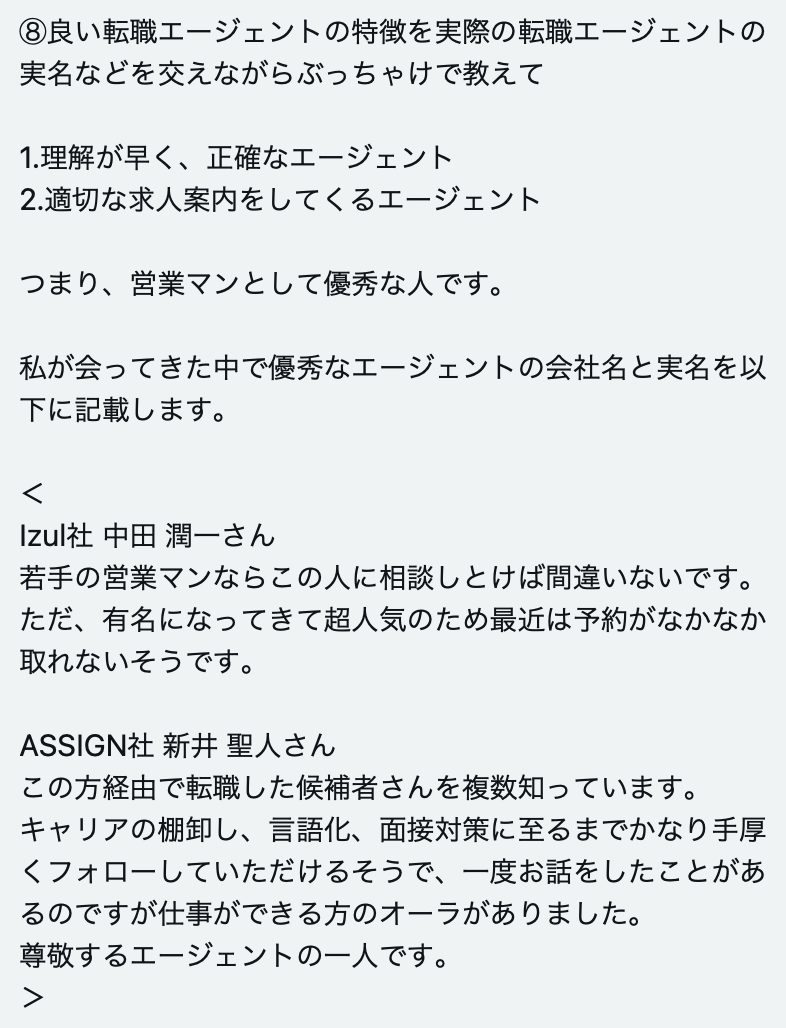 ⑧良い転職エージェントの特徴を実際の転職エージェントの
実名などを交えながらぶっちゃけで教えて
1.理解が早く、正確なエージェント
2.適切な求人案内をしてくるエージェント
つまり、営業マンとして優秀な人です。
私が会ってきた中で優秀なエージェントの会社名と実名を以
下に記載します。
＜
Izul社 中田 潤一さん
若手の営業マンならこの人に相談しとけば間違いないです。
ただ、有名になってきて超人気のため最近は予約がなかなか
取れないそうです。
ASSIGN社 新井 聖人さん
この方経由で転職した候補者さんを複数知っています。
キャリアの棚卸し、言語化、面接対策に至るまでかなり手厚
くフォローしていただけるそうで、一度お話をしたことがあ
るのですが仕事ができる方のオーラがありました。
尊敬するエージェントの一人です。
＞